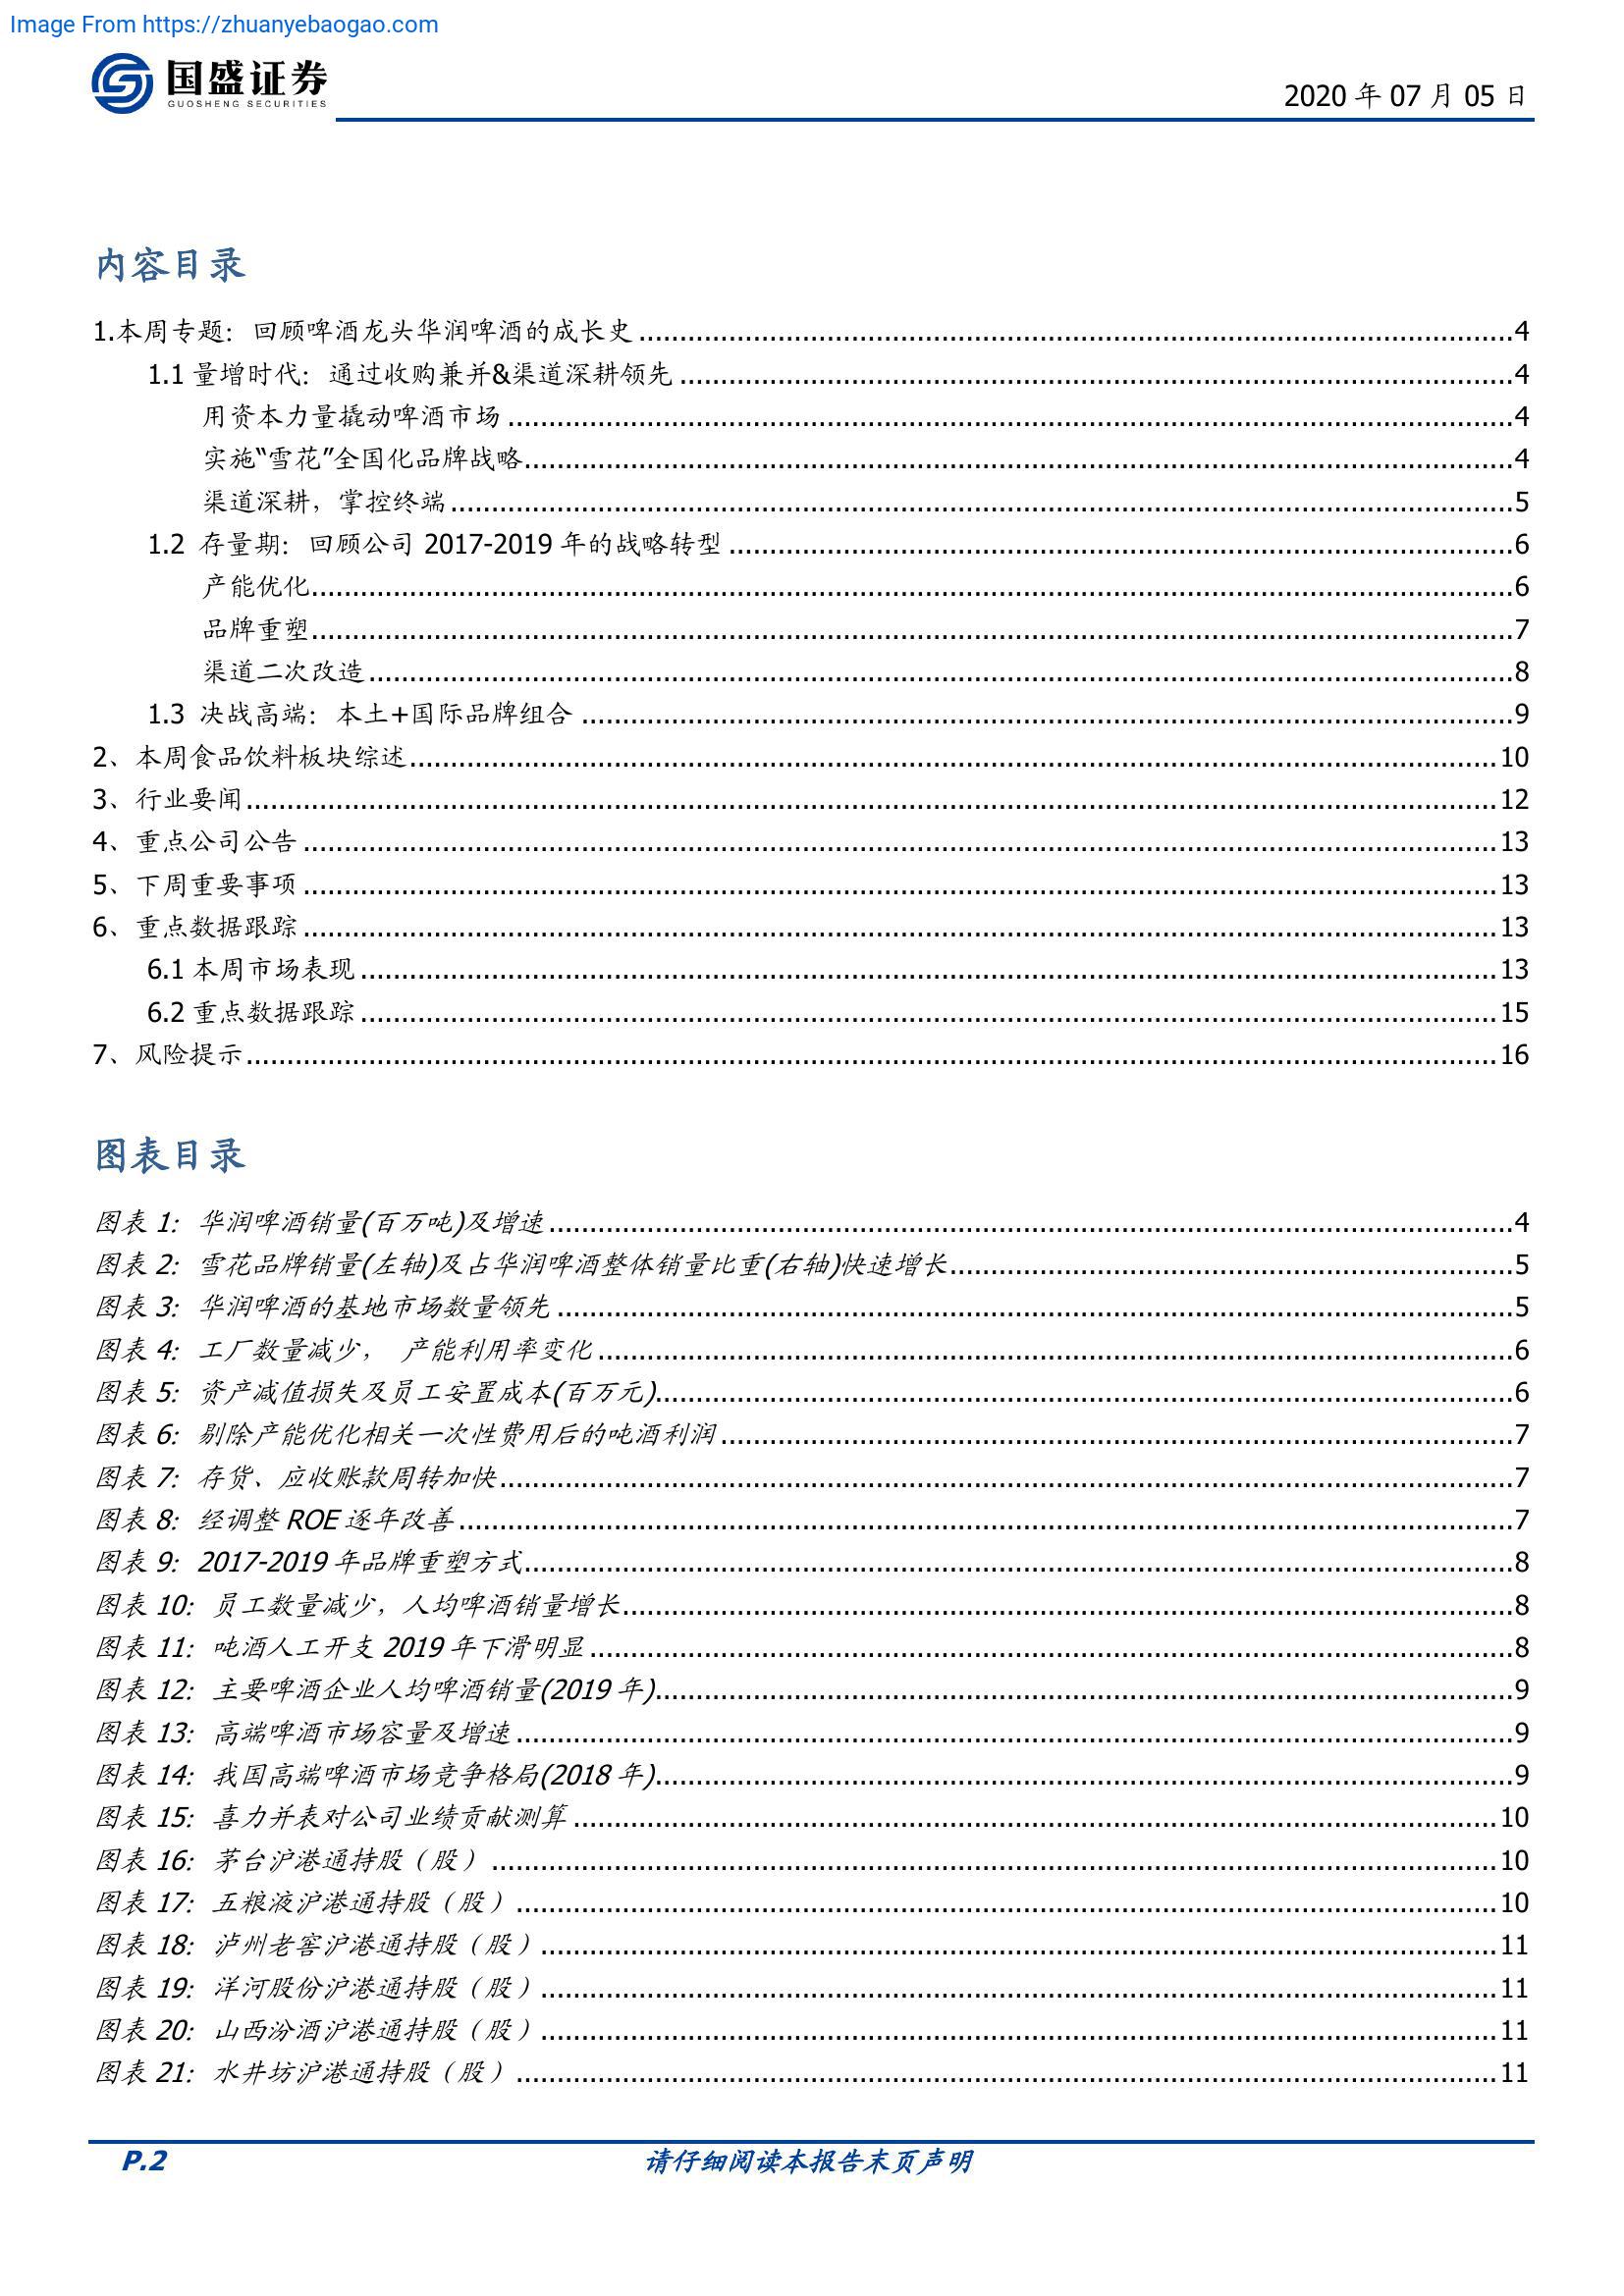 Image From https://zhuanyebaogao.com
国盛证券
GUOSHENG SECURITIES
2020 年 07 月 05 日
内容目录
1.本周专题：回顾啤酒龙头华润啤酒的成长史 ........ 4
1.1 量增时代：通过收购兼并&渠道深耕领先 ........ 4
用资本力量撬动啤酒市场 ........ 4
实施“雪花”全国化品牌战略 ........ 4
渠道深耕，掌控终端 ........ 5
1.2 存量期：回顾公司 2017-2019 年的战略转型 ........ 6
产能优化 ........ 6
品牌重塑 ........ 7
渠道二次改造 ........ 8
1.3 决战高端：本土+国际品牌组合 ........ 9
2、本周食品饮料板块综述 ........ 10
3、行业要闻 ........ 12
4、重点公司公告 ........ 13
5、下周重要事项 ........ 13
6、重点数据跟踪 ........ 13
6.1 本周市场表现 ........ 13
6.2 重点数据跟踪 ........ 15
7、风险提示 ........ 16
图表目录
图表 1：华润啤酒销量(百万吨)及增速 ........ 4
图表 2：雪花品牌销量(左轴)及占华润啤酒整体销量比重(右轴)快速增长 ........ 5
图表 3：华润啤酒的基地市场数量领先 ........ 5
图表 4：工厂数量减少， 产能利用率变化 ........ 6
图表 5：资产减值损失及员工安置成本(百万元) ........ 6
图表 6：剔除产能优化相关一次性费用后的吨酒利润 ........ 7
图表 7：存货、应收账款周转加快 ........ 7
图表 8：经调整 ROE 逐年改善 ........ 7
图表 9：2017-2019 年品牌重塑方式 ........ 8
图表 10：员工数量减少，人均啤酒销量增长 ........ 8
图表 11：吨酒人工开支 2019 年下滑明显 ........ 8
图表 12：主要啤酒企业人均啤酒销量(2019 年) ........ 9
图表 13：高端啤酒市场容量及增速 ........ 9
图表 14：我国高端啤酒市场竞争格局(2018 年) ........ 9
图表 15：喜力并表对公司业绩贡献测算 ........ 10
图表 16：茅台沪港通持股（股） ........ 10
图表 17：五粮液沪港通持股（股） ........ 10
图表 18：泸州老窖沪港通持股（股） ........ 11
图表 19：洋河股份沪港通持股（股） ........ 11
图表 20：山西汾酒沪港通持股（股） ........ 11
图表 21：水井坊沪港通持股（股） ........ 11
P.2
请仔细阅读本报告末页声明